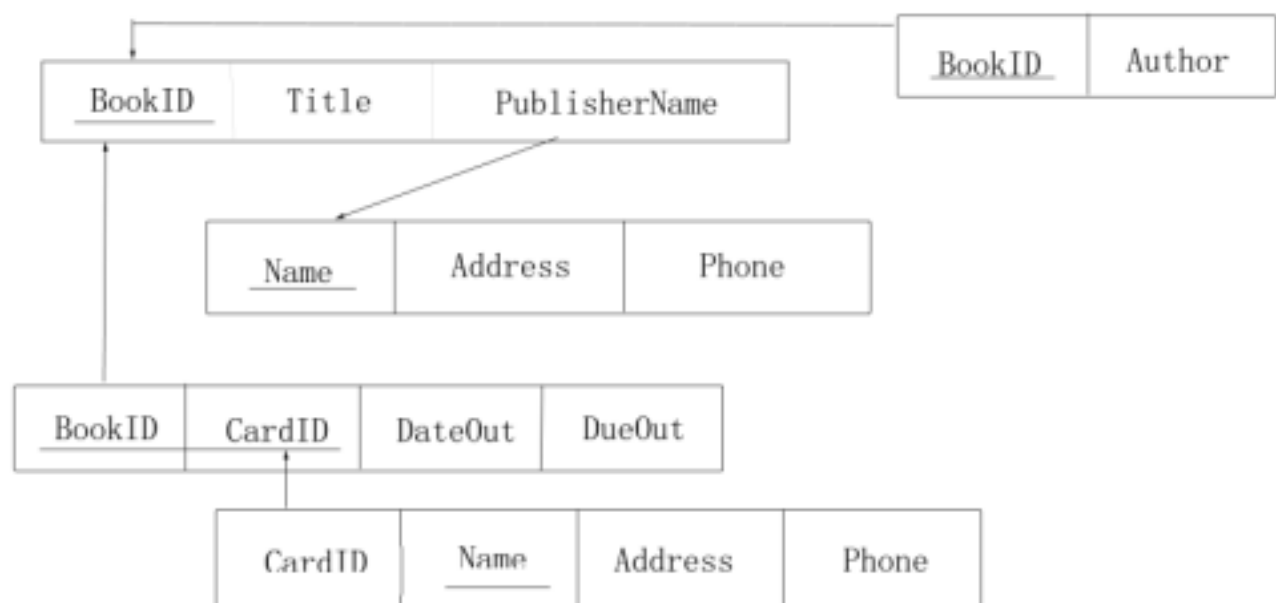 BookID Author
BookID Title PublisherName
Name Address Phone
BookID CardID DateOut DueOut
CardID Name Address Phone